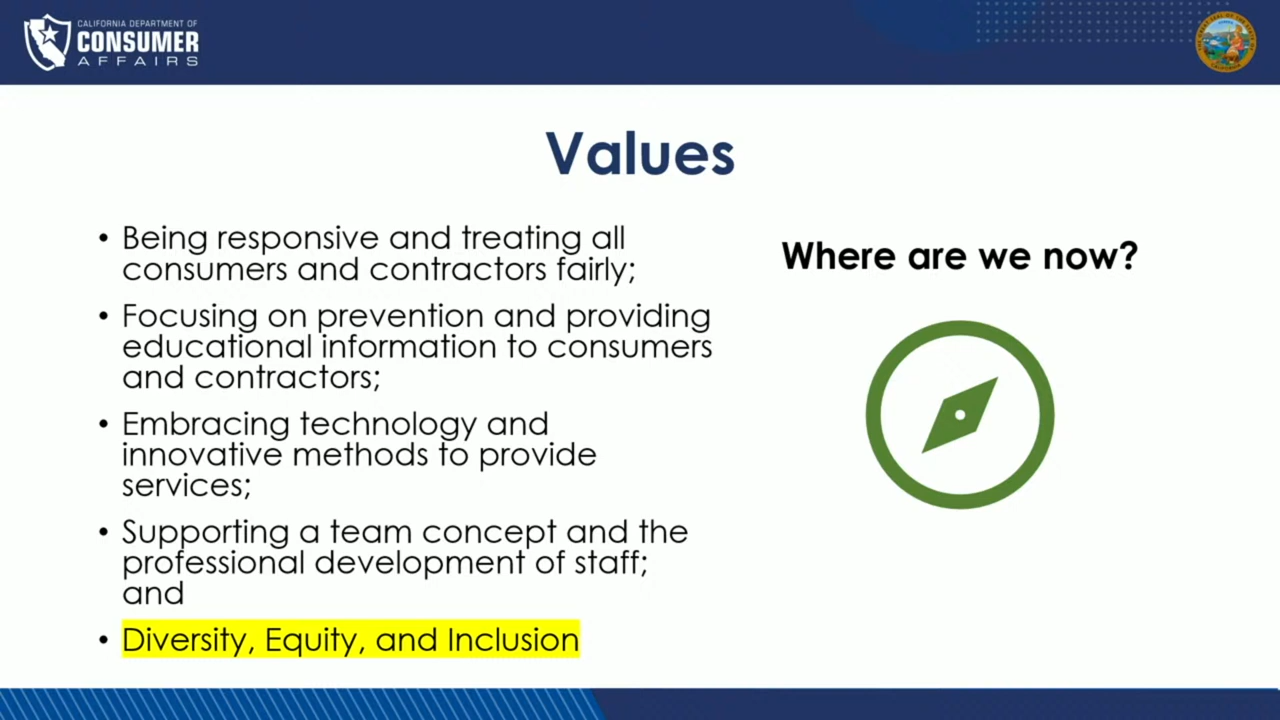 CALIFORNIA DEPARTMENT OF
CONSUMER
AFFAIRS
Values
• Being responsive and treating all
consumers and contractors fairly;
• Focusing on prevention and providing
educational information to consumers
and contractors;
• Embracing technology and
innovative methods to provide
services;
• Supporting a team concept and the
professional development of staff;
and
• Diversity, Equity, and Inclusion
Where are we now?